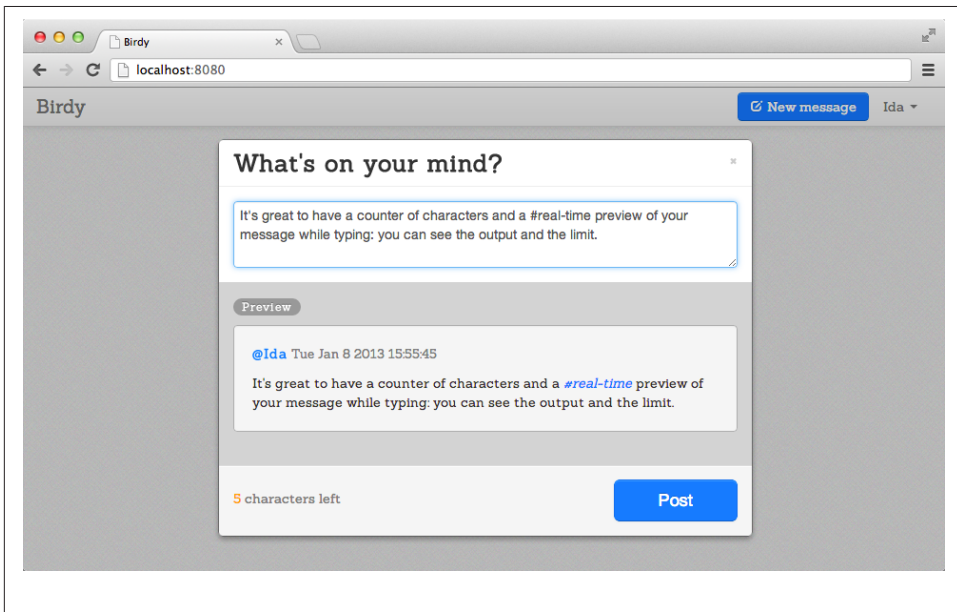 Birdy
localhost:8080
Birdy
New message
Ida
What's on your mind?
It's great to have a counter of characters and a #real-time preview of your
message while typing: you can see the output and the limit.
Preview
@Ida Tue Jan 8 2013 15:55:45
It's great to have a counter of characters and a #real-time preview of
your message while typing: you can see the output and the limit.
5 characters left
Post